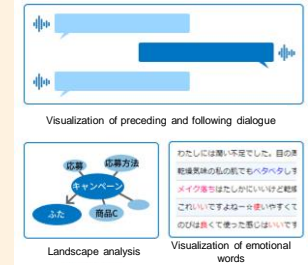 Visualization of preceding and following dialogue
応募
応募方法
キャンペーン
ふた
商品C
Landscape analysis
わたしには潤い不足でした。目の周
乾燥気味の私の肌でもベタベタしす
メイク落ちはたしかにいいけど乾燥
これいいですよねー☆使いやすくて
のびは良くて使った感じはいいです
Visualization of emotional
words